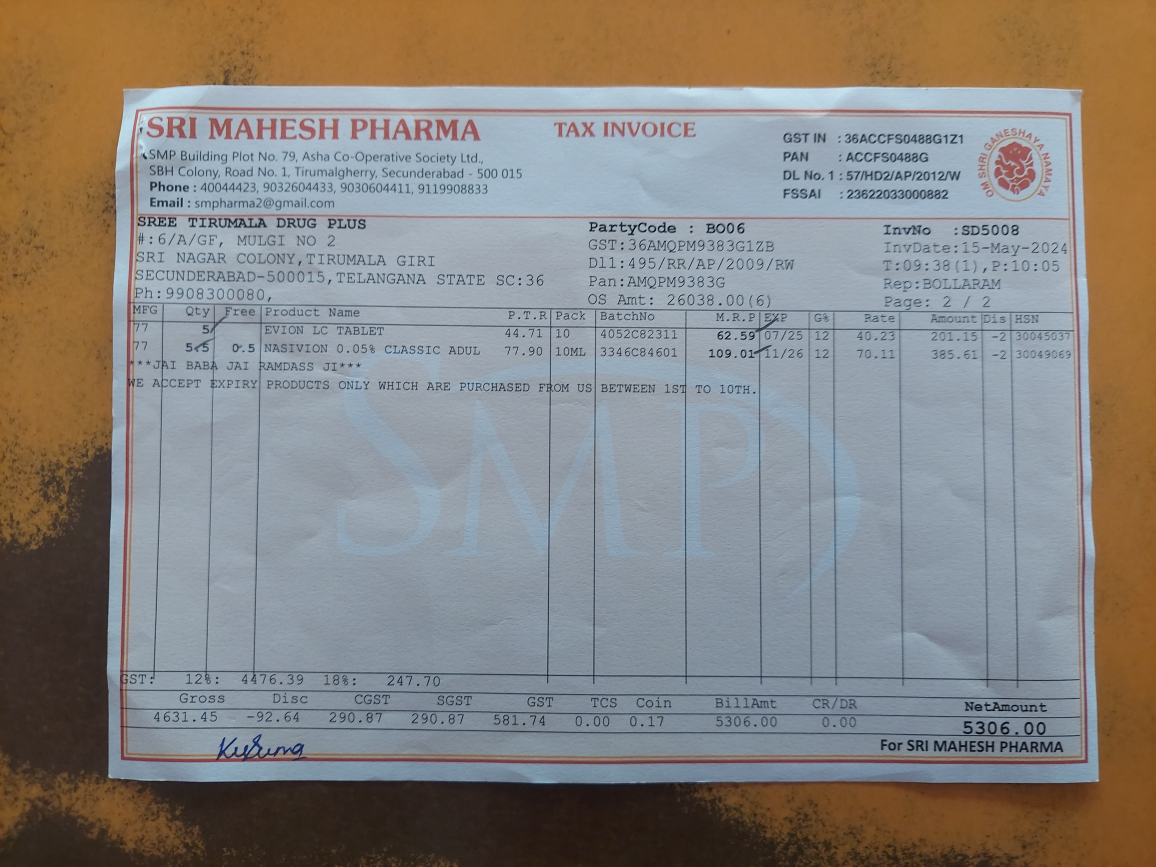 SRI MAHESH PHARMA
TAX INVOICE
SMP Building Plot No. 79, Asha Co-Operative Society Ltd.,
SBH Colony, Road No. 1, Tirumalgherry, Secunderabad - 500 015
Phone : 40044423, 9032604433, 9030604411, 9119908833
Email : smpharma2@gmail.com
GST IN : 36ACCFS0488G1Z1
PAN : ACCFS0488G
DL No. 1 : 57/HD2/AP/2012/W
FSSAI : 23622033000882
OM SHRI GANESHAYA NAMAYA
SREE TIRUMALA DRUG PLUS
#:6/A/GF, MULGI NO 2
SRI NAGAR COLONY,TIRUMALA GIRI
SECUNDERABAD-500015,TELANGANA STATE SC:36
Ph:9908300080,
PartyCode : BO06
GST:36AMQPM9383G1ZB
Dl1:495/RR/AP/2009/RW
Pan:AMQPM9383G
OS Amt: 26038.00(6)
InvNo :SD5008
InvDate:15-May-2024
T:09:38(1),P:10:05
Rep:BOLLARAM
Page: 2 / 2
MFG Qty Free Product Name P.T.R Pack BatchNo M.R.P EXP G% Rate Amount Dis HSN
77 5 EVION LC TABLET 44.71 10 4052C82311 62.59 07/25 12 40.23 201.15 -2 30045037
77 5.5 0.5 NASIVION 0.05% CLASSIC ADUL 77.90 10ML 3346C84601 109.01 11/26 12 70.11 385.61 -2 30049069
***JAI BABA JAI RAMDASS JI***
WE ACCEPT EXPIRY PRODUCTS ONLY WHICH ARE PURCHASED FROM US BETWEEN 1ST TO 10TH.
SMP
GST: 12%: 4476.39 18%: 247.70
Gross Disc CGST SGST GST TCS Coin BillAmt CR/DR NetAmount
4631.45 -92.64 290.87 290.87 581.74 0.00 0.17 5306.00 0.00 5306.00
For SRI MAHESH PHARMA